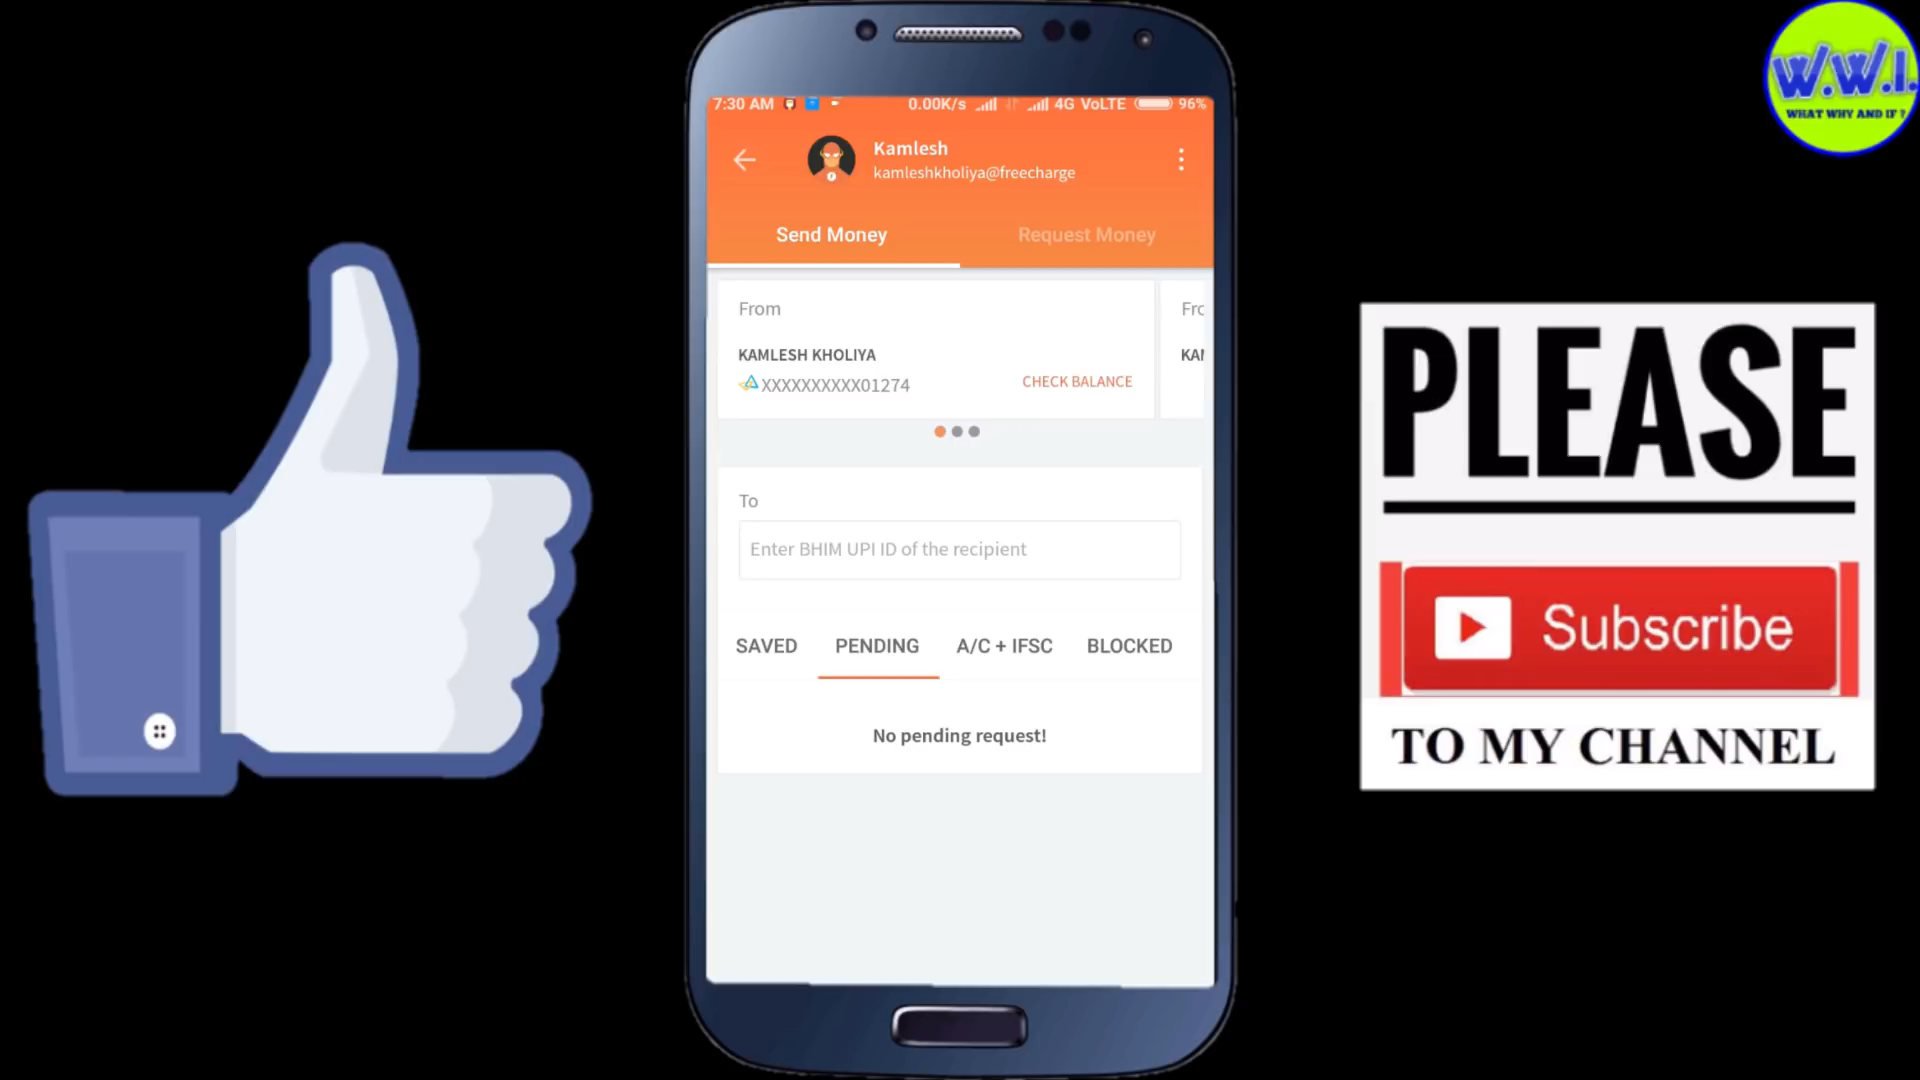 W.W.I.
WHAT WHY AND IF ?
7:30 AM 0.00K/s 4G VoLTE 96%
Kamlesh
kamleshkholiya@freecharge
Send Money Request Money
From
KAMLESH KHOLIYA
XXXXXXXXXX01274 CHECK BALANCE
Frc
KAI
To
Enter BHIM UPI ID of the recipient
SAVED PENDING A/C + IFSC BLOCKED
No pending request!
PLEASE
Subscribe
TO MY CHANNEL